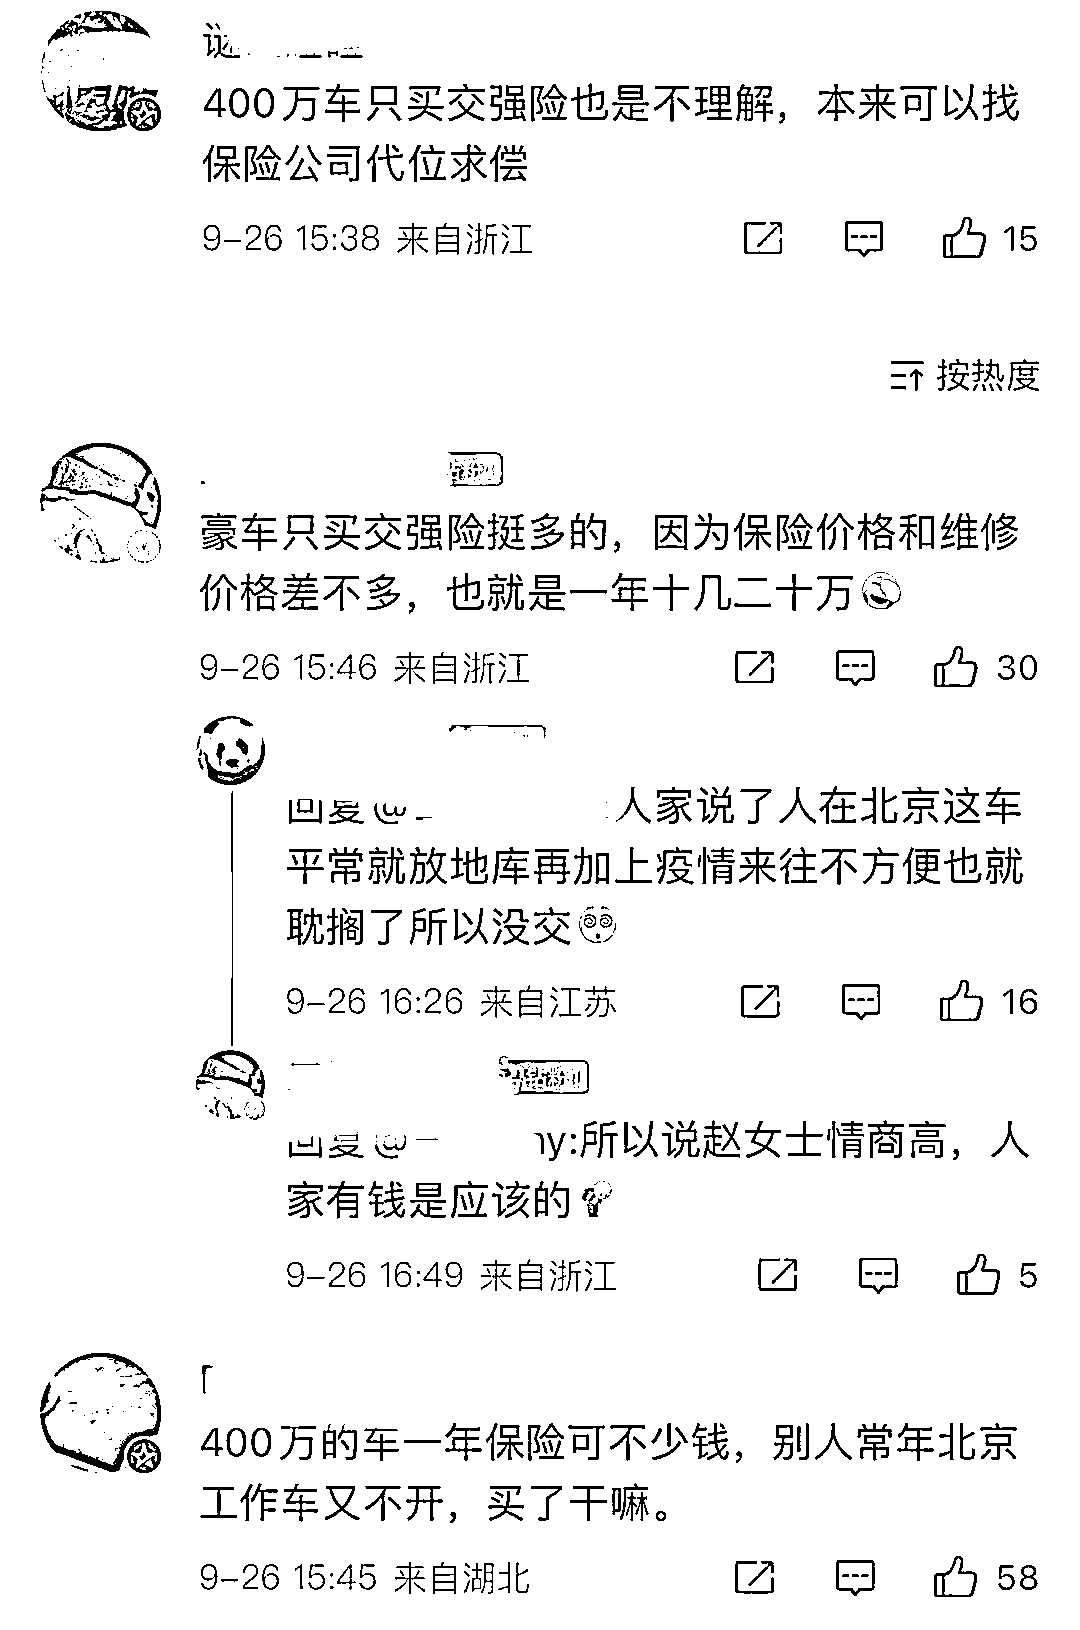 400万车只买交强险也是不理解，本来可以找
保险公司代位求偿
9-26 15:38 来自浙江 15
按热度
豪车只买交强险挺多的，因为保险价格和维修
价格差不多，也就是一年十几二十万
9-26 15:46 来自浙江 30
回复@ 人家说了人在北京这车
平常就放地库再加上疫情来往不方便也就
耽搁了所以没交
9-26 16:26 来自江苏 16
回复@ y:所以说赵女士情商高，人
家有钱是应该的
9-26 16:49 来自浙江 5
400万的车一年保险可不少钱，别人常年北京
工作车又不开，买了干嘛。
9-26 15:45 来自湖北 58